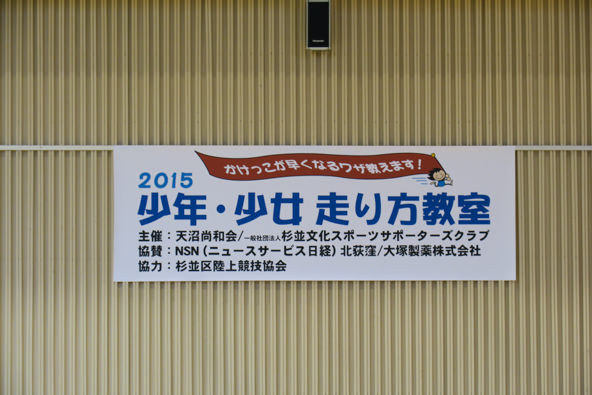 かけっこが早くなるワザ教えます!
2015
少年・少女 走り方教室
主催：天沼尚和会/一般社団法人杉並文化スポーツサポーターズクラブ
協賛：NSN（ニュースサービス日経）北荻窪/大塚製薬株式会社
協力：杉並区陸上競技協会